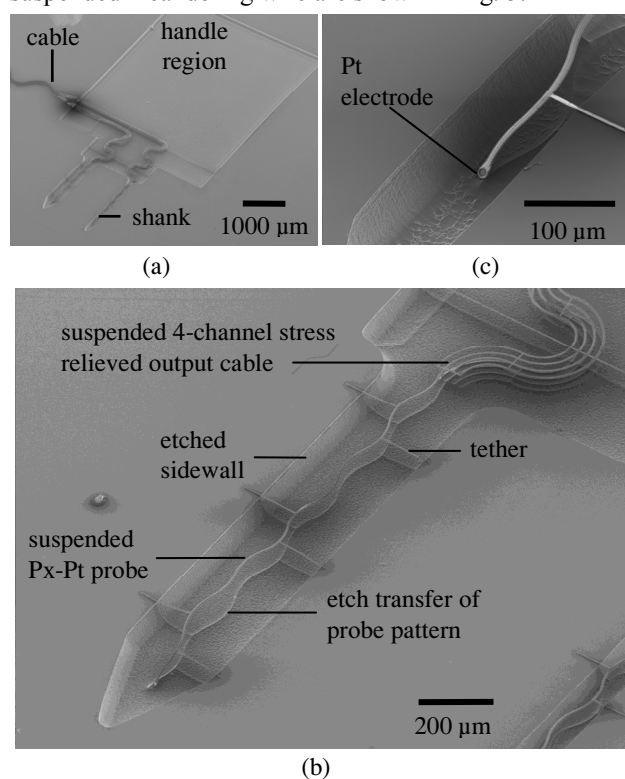 cable
handle
region
shank
1000 µm
(a)
Pt
electrode
100 µm
(c)
suspended 4-channel stress
relieved output cable
etched
sidewall
tether
suspended
Px-Pt probe
etch transfer of
probe pattern
200 µm
(b)